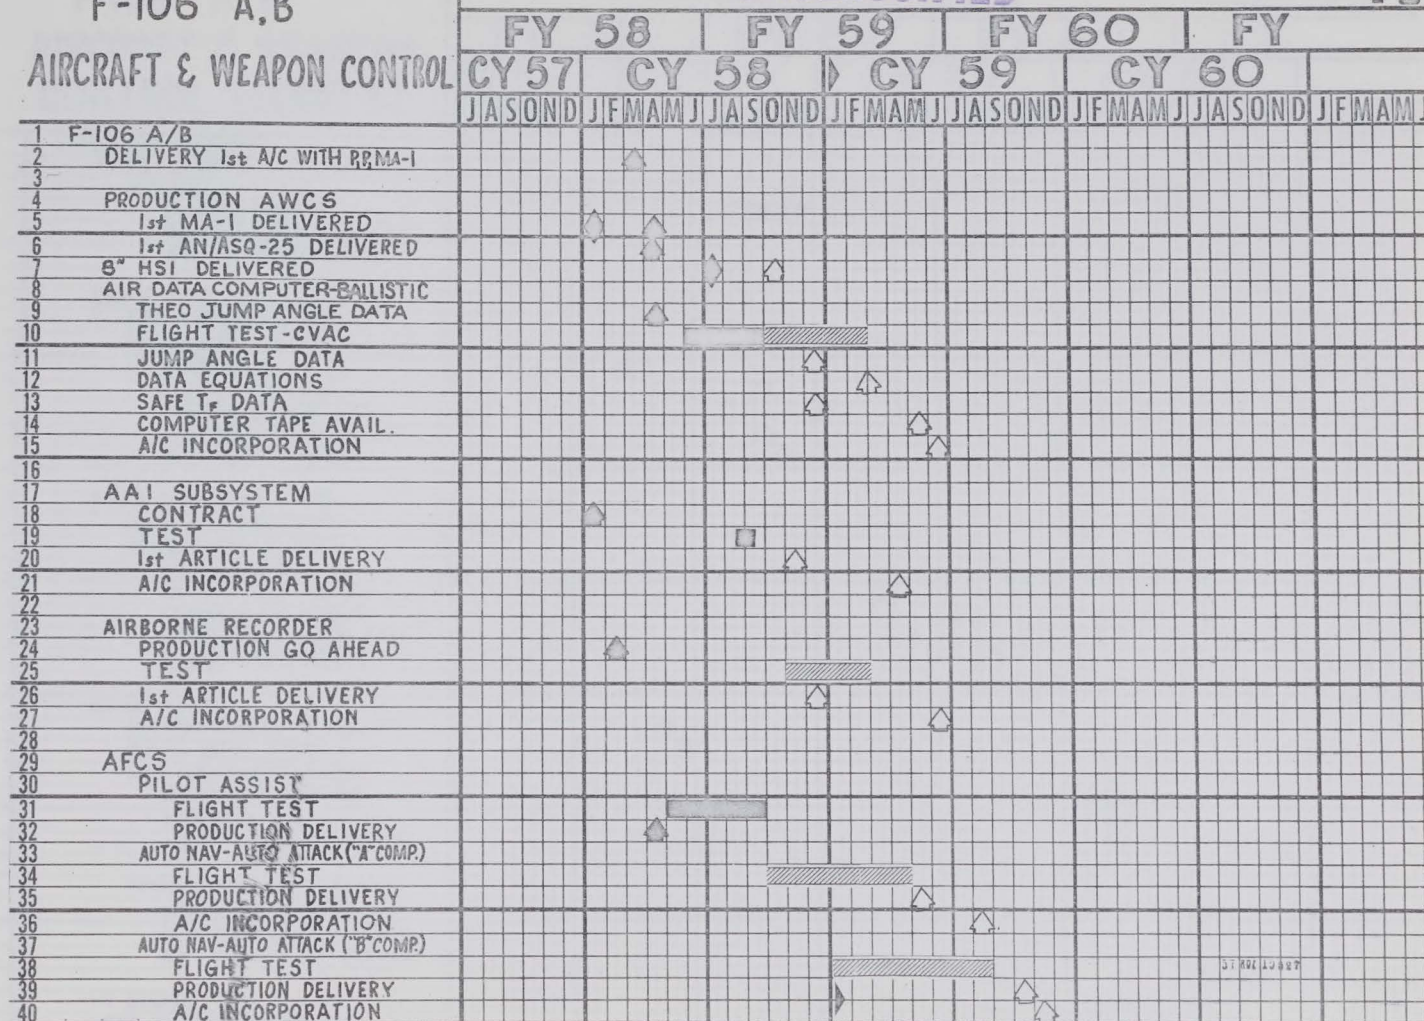 F-106 A,B
FY 58 FY 59 FY 60 FY
AIRCRAFT & WEAPON CONTROL CY 57 CY 58 CY 59 CY 60
J A S O N D J F M A M J J A S O N D J F M A M J J A S O N D J F M A M J J A S O N D J F M A M J
1 F-106 A/B
2 DELIVERY 1st A/C WITH P.P. MA-1
3
4 PRODUCTION AWCS
5 1st MA-1 DELIVERED
6 1st AN/ASQ-25 DELIVERED
7 8" HSI DELIVERED
8 AIR DATA COMPUTER-BALLISTIC
9 THEO JUMP ANGLE DATA
10 FLIGHT TEST-CVAC
11 JUMP ANGLE DATA
12 DATA EQUATIONS
13 SAFE TF DATA
14 COMPUTER TAPE AVAIL.
15 A/C INCORPORATION
16
17 AAI SUBSYSTEM
18 CONTRACT
19 TEST
20 1st ARTICLE DELIVERY
21 A/C INCORPORATION
22
23 AIRBORNE RECORDER
24 PRODUCTION GO AHEAD
25 TEST
26 1st ARTICLE DELIVERY
27 A/C INCORPORATION
28
29 AFCS
30 PILOT ASSIST
31 FLIGHT TEST
32 PRODUCTION DELIVERY
33 AUTO NAV-AUTO ATTACK ("A" COMP.)
34 FLIGHT TEST
35 PRODUCTION DELIVERY
36 A/C INCORPORATION
37 AUTO NAV-AUTO ATTACK ("B" COMP.)
38 FLIGHT TEST
39 PRODUCTION DELIVERY
40 A/C INCORPORATION